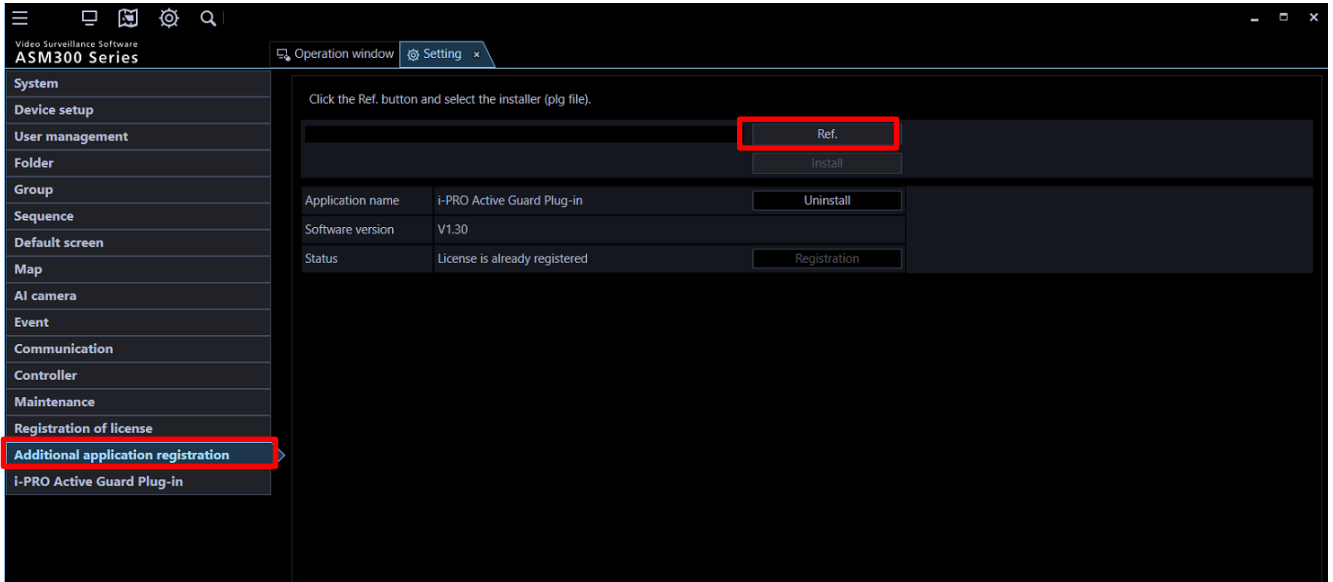 Video Surveillance Software
ASM300 Series
Operation window
Setting ×
System
Device setup
User management
Folder
Group
Sequence
Default screen
Map
AI camera
Event
Communication
Controller
Maintenance
Registration of license
Additional application registration
i-PRO Active Guard Plug-in
Click the Ref. button and select the installer (plg file).
Ref.
Install
Application name i-PRO Active Guard Plug-in Uninstall
Software version V1.30
Status License is already registered Registration